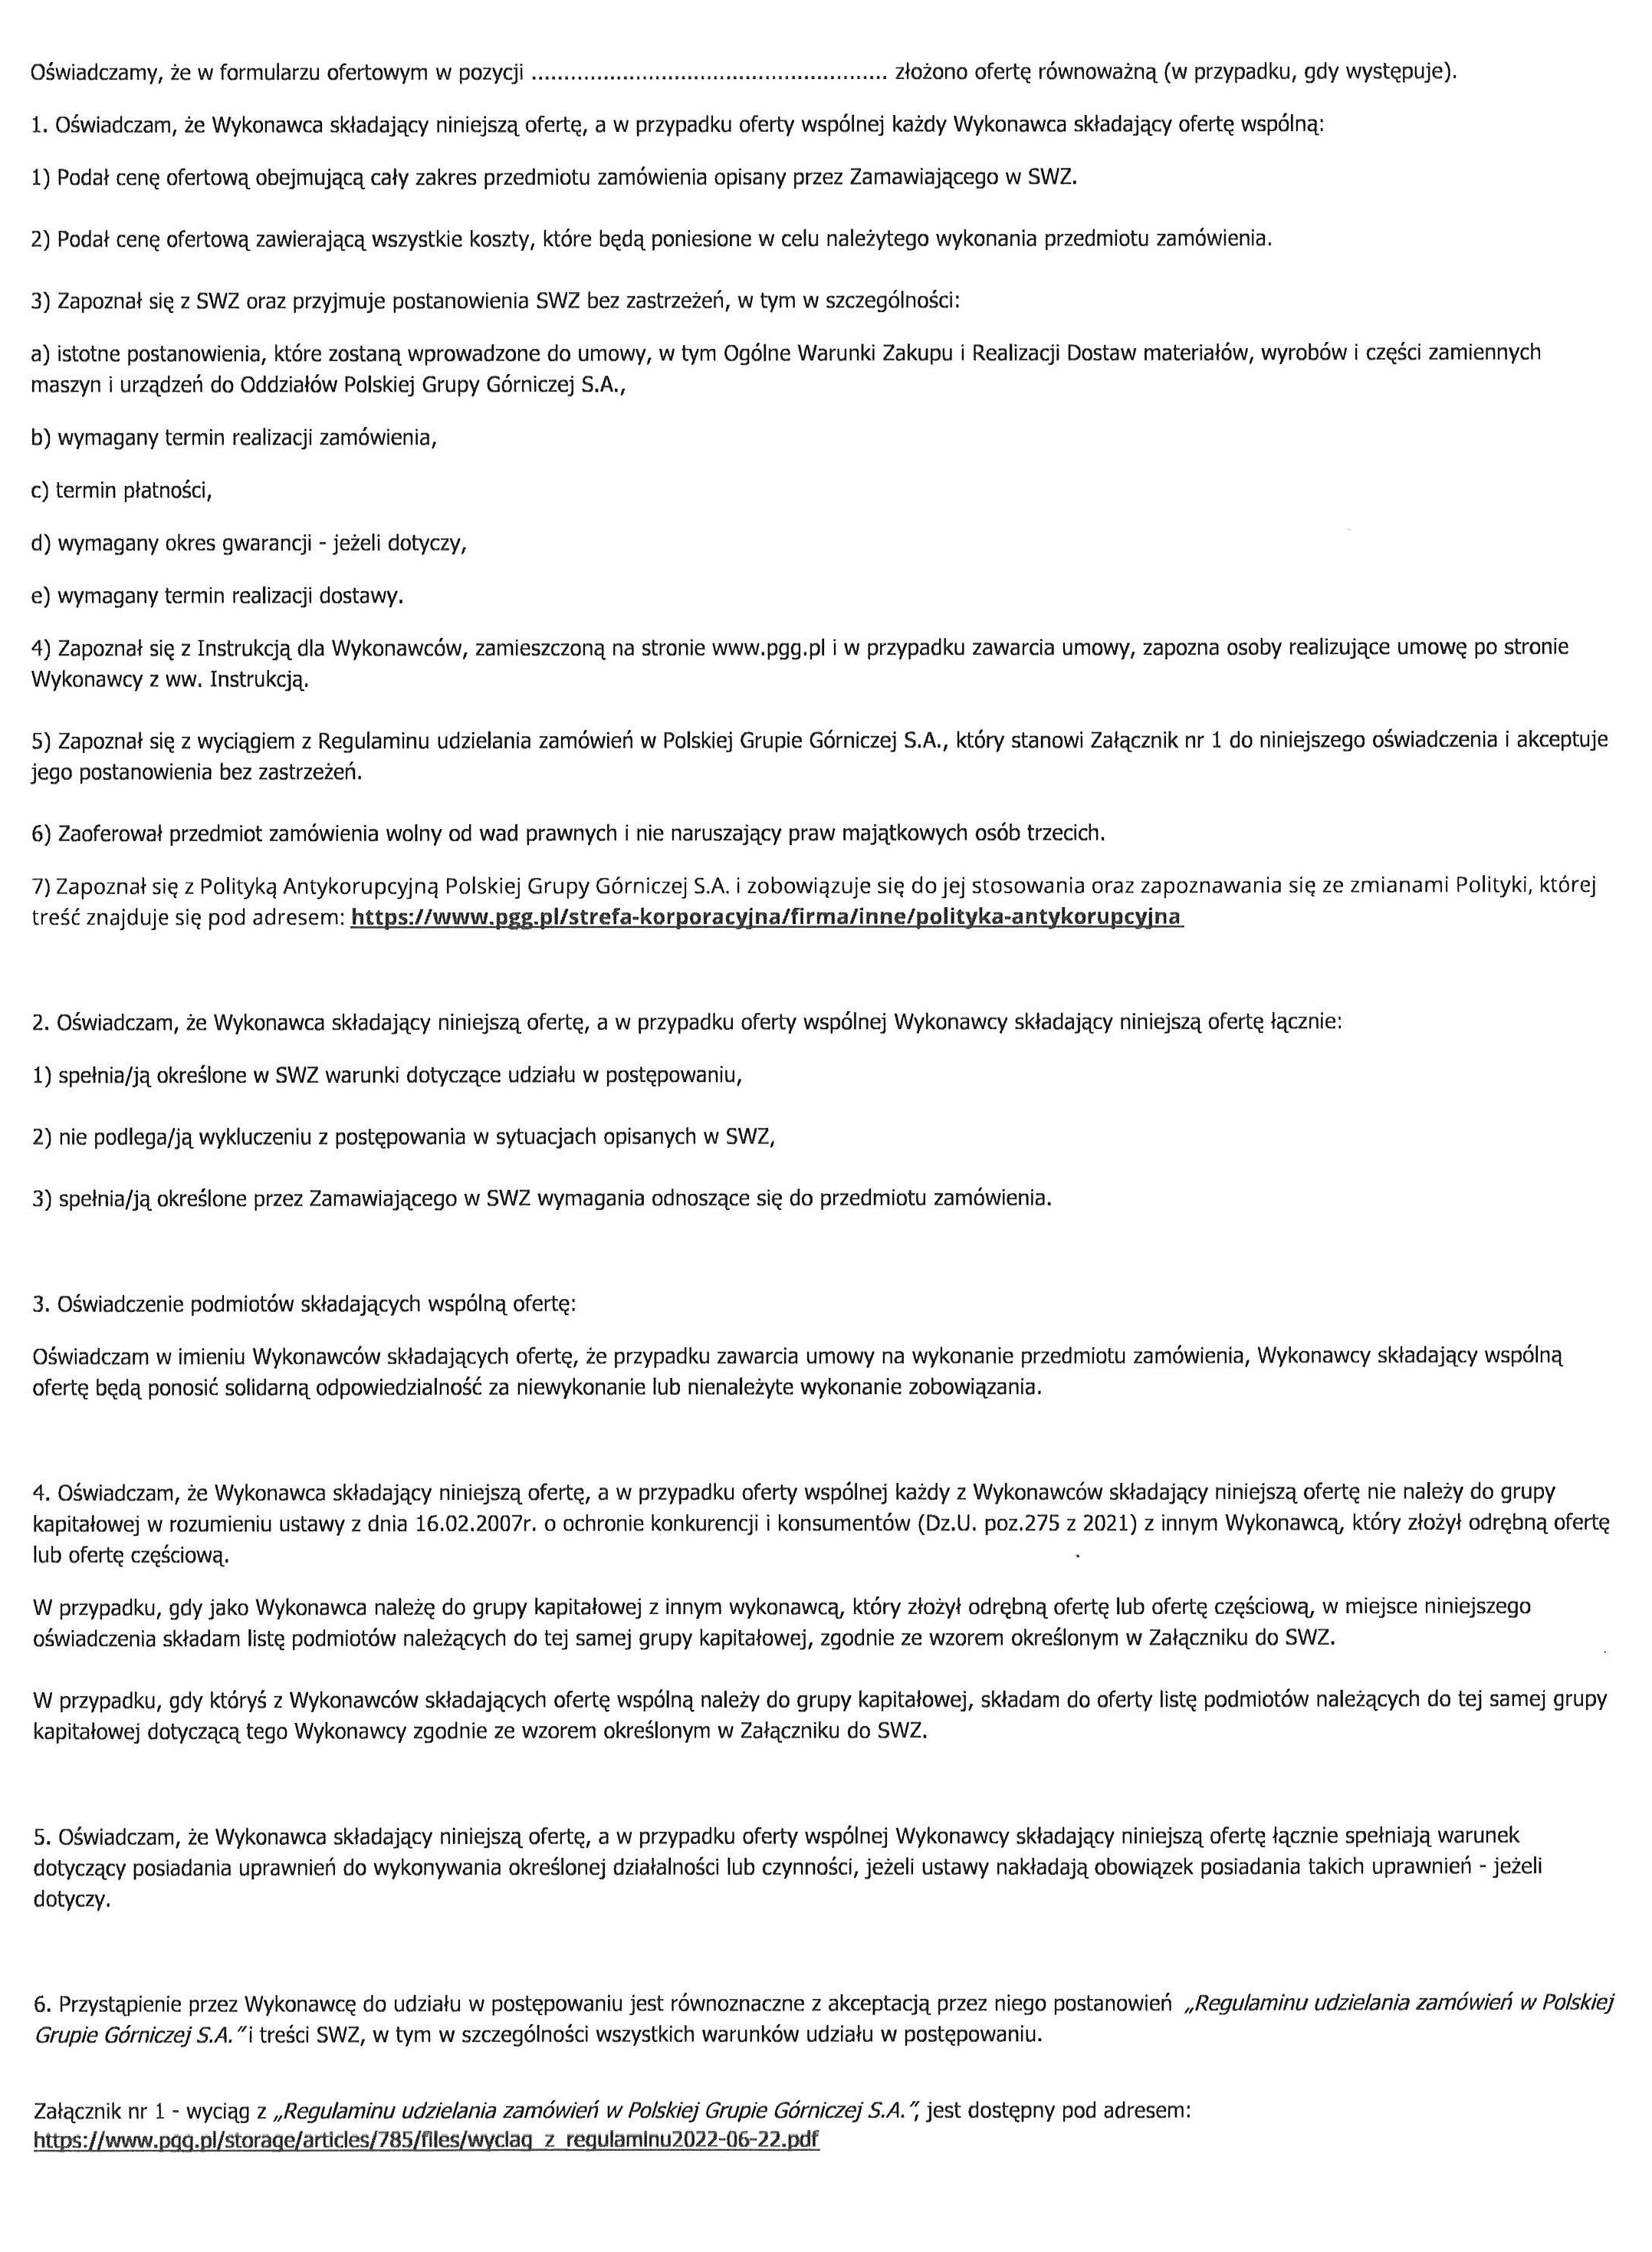 Oświadczamy, że w formularzu ofertowym w pozycji ........................................................ złożono ofertę równoważną (w przypadku, gdy występuje).
1. Oświadczam, że Wykonawca składający niniejszą ofertę, a w przypadku oferty wspólnej każdy Wykonawca składający ofertę wspólną:
1) Podał cenę ofertową obejmującą cały zakres przedmiotu zamówienia opisany przez Zamawiającego w SWZ.
2) Podał cenę ofertową zawierającą wszystkie koszty, które będą poniesione w celu należytego wykonania przedmiotu zamówienia.
3) Zapoznał się z SWZ oraz przyjmuje postanowienia SWZ bez zastrzeżeń, w tym w szczególności:
a) istotne postanowienia, które zostaną wprowadzone do umowy, w tym Ogólne Warunki Zakupu i Realizacji Dostaw materiałów, wyrobów i części zamiennych
maszyn i urządzeń do Oddziałów Polskiej Grupy Górniczej S.A.,
b) wymagany termin realizacji zamówienia,
c) termin płatności,
d) wymagany okres gwarancji - jeżeli dotyczy,
e) wymagany termin realizacji dostawy.
4) Zapoznał się z Instrukcją dla Wykonawców, zamieszczoną na stronie www.pgg.pl i w przypadku zawarcia umowy, zapozna osoby realizujące umowę po stronie
Wykonawcy z ww. Instrukcją.
5) Zapoznał się z wyciągiem z Regulaminu udzielania zamówień w Polskiej Grupie Górniczej S.A., który stanowi Załącznik nr 1 do niniejszego oświadczenia i akceptuje
jego postanowienia bez zastrzeżeń.
6) Zaoferował przedmiot zamówienia wolny od wad prawnych i nie naruszający praw majątkowych osób trzecich.
7) Zapoznał się z Polityką Antykorupcyjną Polskiej Grupy Górniczej S.A. i zobowiązuje się do jej stosowania oraz zapoznawania się ze zmianami Polityki, której
treść znajduje się pod adresem: https://www.pgg.pl/strefa-korporacyjna/firma/inne/polityka-antykorupcyjna
2. Oświadczam, że Wykonawca składający niniejszą ofertę, a w przypadku oferty wspólnej Wykonawcy składający niniejszą ofertę łącznie:
1) spełnia/ją określone w SWZ warunki dotyczące udziału w postępowaniu,
2) nie podlega/ją wykluczeniu z postępowania w sytuacjach opisanych w SWZ,
3) spełnia/ją określone przez Zamawiającego w SWZ wymagania odnoszące się do przedmiotu zamówienia.
3. Oświadczenie podmiotów składających wspólną ofertę:
Oświadczam w imieniu Wykonawców składających ofertę, że przypadku zawarcia umowy na wykonanie przedmiotu zamówienia, Wykonawcy składający wspólną
ofertę będą ponosić solidarną odpowiedzialność za niewykonanie lub nienależyte wykonanie zobowiązania.
4. Oświadczam, że Wykonawca składający niniejszą ofertę, a w przypadku oferty wspólnej każdy z Wykonawców składający niniejszą ofertę nie należy do grupy
kapitałowej w rozumieniu ustawy z dnia 16.02.2007r. o ochronie konkurencji i konsumentów (Dz.U. poz.275 z 2021) z innym Wykonawcą, który złożył odrębną ofertę
lub ofertę częściową.
W przypadku, gdy jako Wykonawca należę do grupy kapitałowej z innym wykonawcą, który złożył odrębną ofertę lub ofertę częściową, w miejsce niniejszego
oświadczenia składam listę podmiotów należących do tej samej grupy kapitałowej, zgodnie ze wzorem określonym w Załączniku do SWZ.
W przypadku, gdy któryś z Wykonawców składających ofertę wspólną należy do grupy kapitałowej, składam do oferty listę podmiotów należących do tej samej grupy
kapitałowej dotyczącą tego Wykonawcy zgodnie ze wzorem określonym w Załączniku do SWZ.
5. Oświadczam, że Wykonawca składający niniejszą ofertę, a w przypadku oferty wspólnej Wykonawcy składający niniejszą ofertę łącznie spełniają warunek
dotyczący posiadania uprawnień do wykonywania określonej działalności lub czynności, jeżeli ustawy nakładają obowiązek posiadania takich uprawnień - jeżeli
dotyczy.
6. Przystąpienie przez Wykonawcę do udziału w postępowaniu jest równoznaczne z akceptacją przez niego postanowień „Regulaminu udzielania zamówień w Polskiej
Grupie Górniczej S.A." i treści SWZ, w tym w szczególności wszystkich warunków udziału w postępowaniu.
Załącznik nr 1 - wyciąg z „Regulaminu udzielania zamówień w Polskiej Grupie Górniczej S.A.", jest dostępny pod adresem:
https://www.pgg.pl/storage/articles/785/files/wyciag_z_regulaminu2022-06-22.pdf